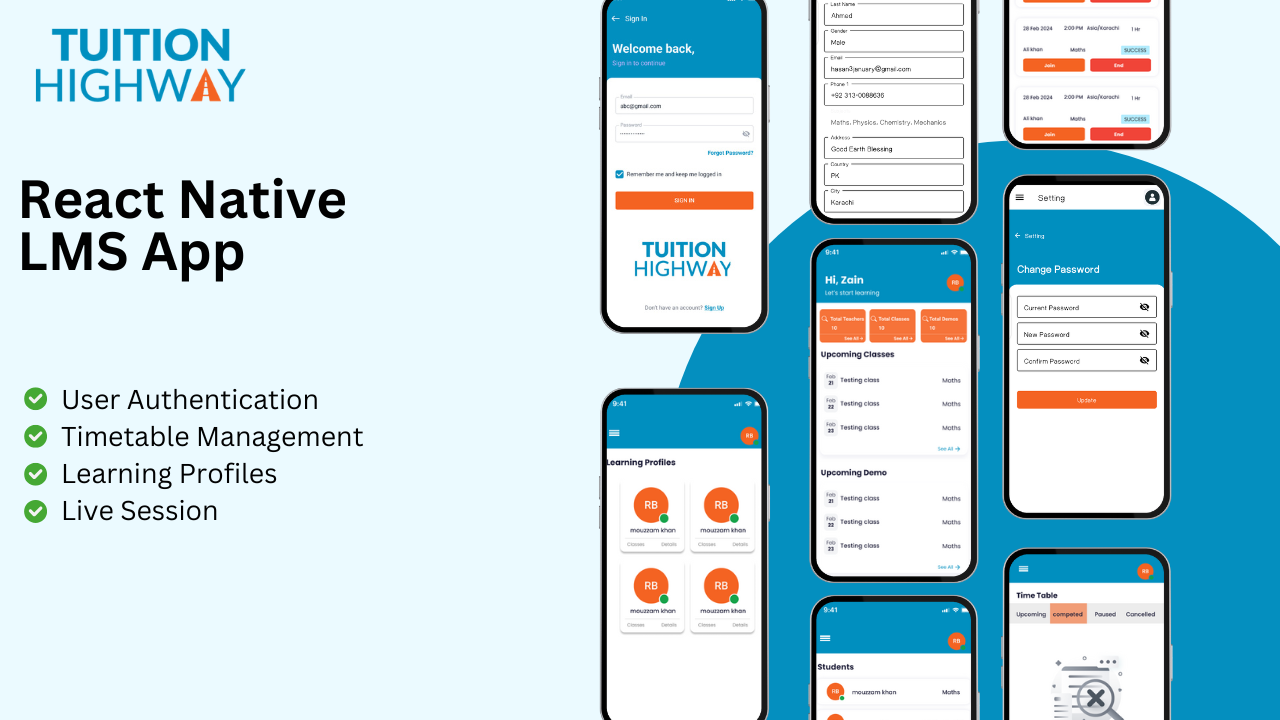 TUITION
HIGHWAY
React Native
LMS App
User Authentication
Timetable Management
Learning Profiles
Live Session
Sign In
Welcome back,
Sign in to continue
Email
abc@gmail.com
Password
Forgot Password?
Remember me and keep me logged in
SIGN IN
TUITION
HIGHWAY
Don't have an account? Sign Up
9:41
RB
Learning Profiles
RB RB
mouzzam khan mouzzam khan
Classes Details Classes Details
RB RB
mouzzam khan mouzzam khan
Classes Details Classes Details
Last Name
Ahmad
Gender
Male
Email
hasan3january@gmail.com
Phone 1
+92 313-0088636
Maths, Physics, Chemistry, Mechanics
Address
Good Earth Blessing
Country
PK
City
Karachi
9:41
Hi, Zain
RB
Let's start learning
Total Teachers Total Classes Total Demos
10 10 10
See All See All See All
Upcoming Classes
Feb 21 Testing class Maths
Feb 22 Testing class Maths
Feb 23 Testing class Maths
See All
Upcoming Demo
Feb 21 Testing class Maths
Feb 22 Testing class Maths
Feb 23 Testing class Maths
See All
9:41
RB
Students
RB mouzzam khan Maths
28 Feb 2024 2:00 PM Asia/Karachi 1 Hr
Ali khan Maths SUCCESS
Join End
28 Feb 2024 2:00 PM Asia/Karachi 1 Hr
Ali khan Maths SUCCESS
Join End
Setting
Setting
Change Password
Current Password
New Password
Confirm Password
Update
RB
Time Table
Upcoming competed Paused Cancelled